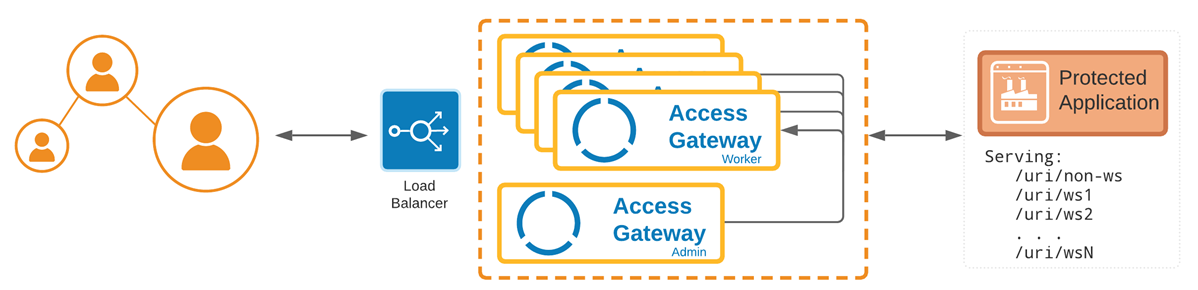 Load
Balancer
Access
Gateway
Worker
Access
Gateway
Admin
Protected
Application
Serving:
/uri/non-ws
/uri/ws1
/uri/ws2
. . .
/uri/wsN